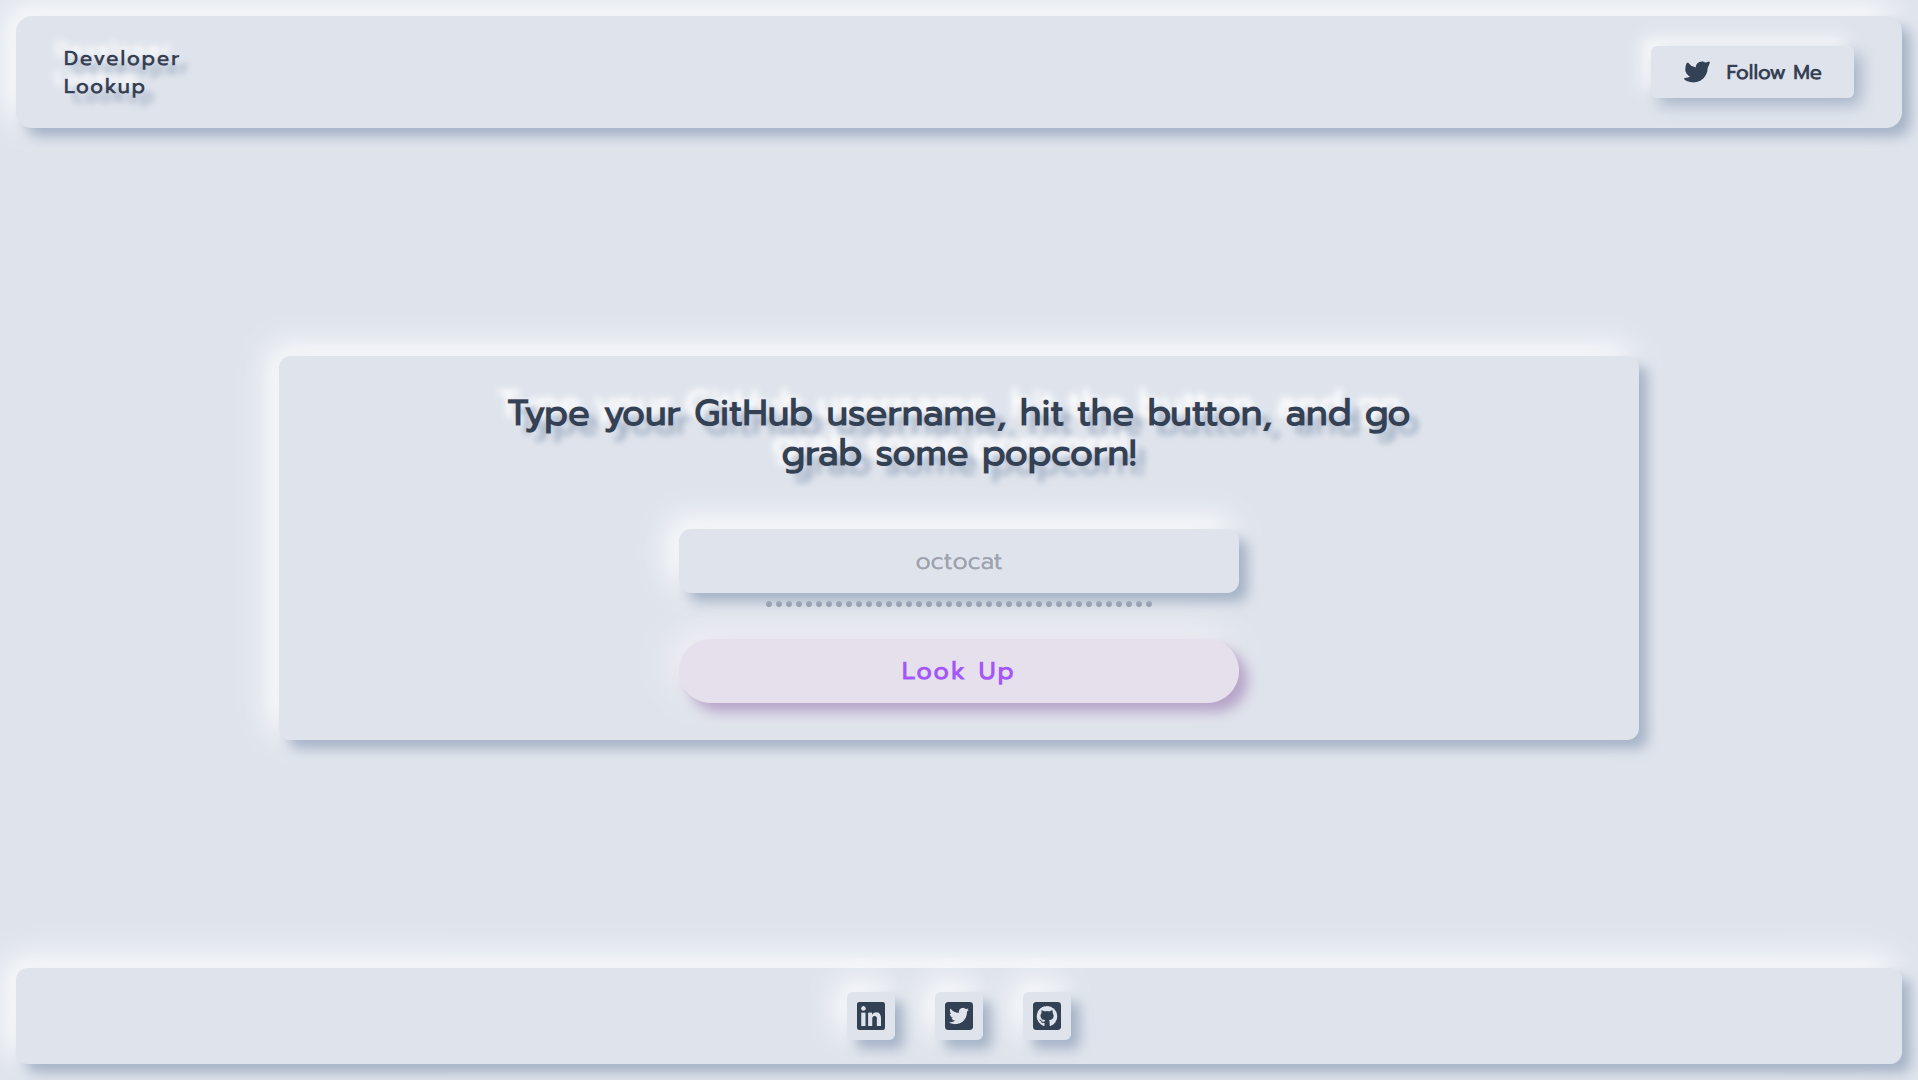 Developer
Lookup
Follow Me
Type your GitHub username, hit the button, and go
grab some popcorn!
octocat
Look Up